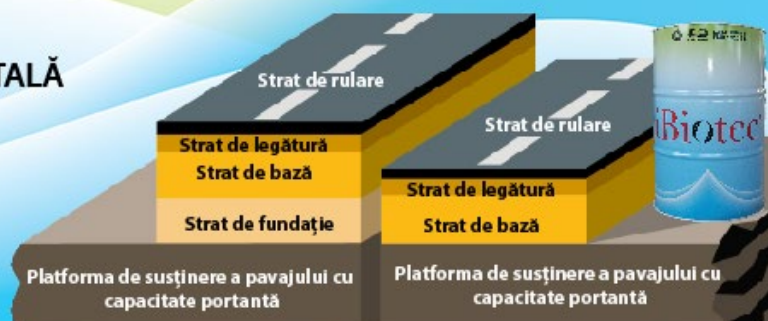 TALĂ
Strat de rulare
Strat de legătură
Strat de bază
Strat de fundație
Platforma de susținere a pavajului cu
capacitate portantă
Strat de rulare
Strat de legătură
Strat de bază
Platforma de susținere a pavajului cu
capacitate portantă
iBiotec